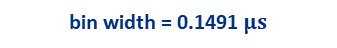 bin width = 0.1491 μs